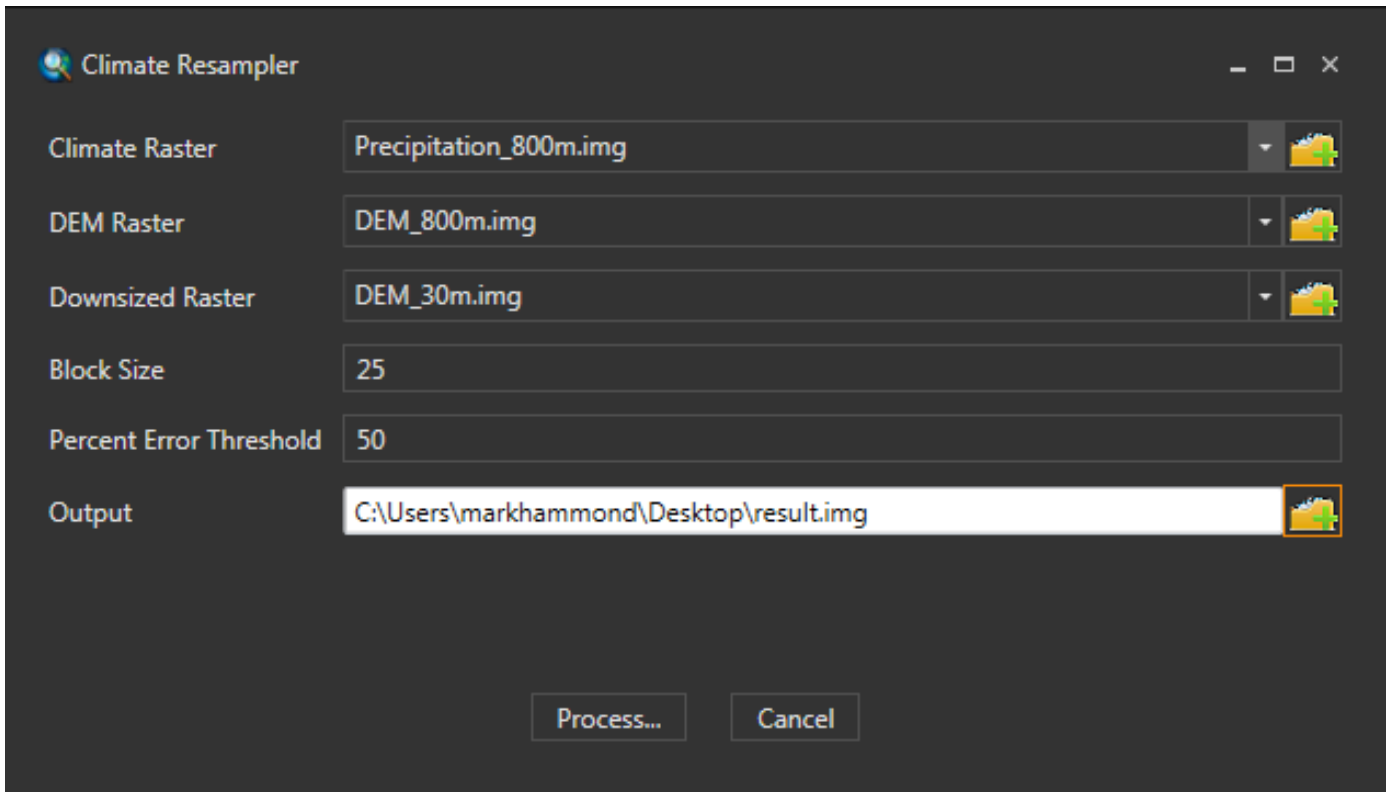 Climate Resampler
Climate Raster Precipitation_800m.img
DEM Raster DEM_800m.img
Downsized Raster DEM_30m.img
Block Size 25
Percent Error Threshold 50
Output C:\Users\markhammond\Desktop\result.img
Process... Cancel